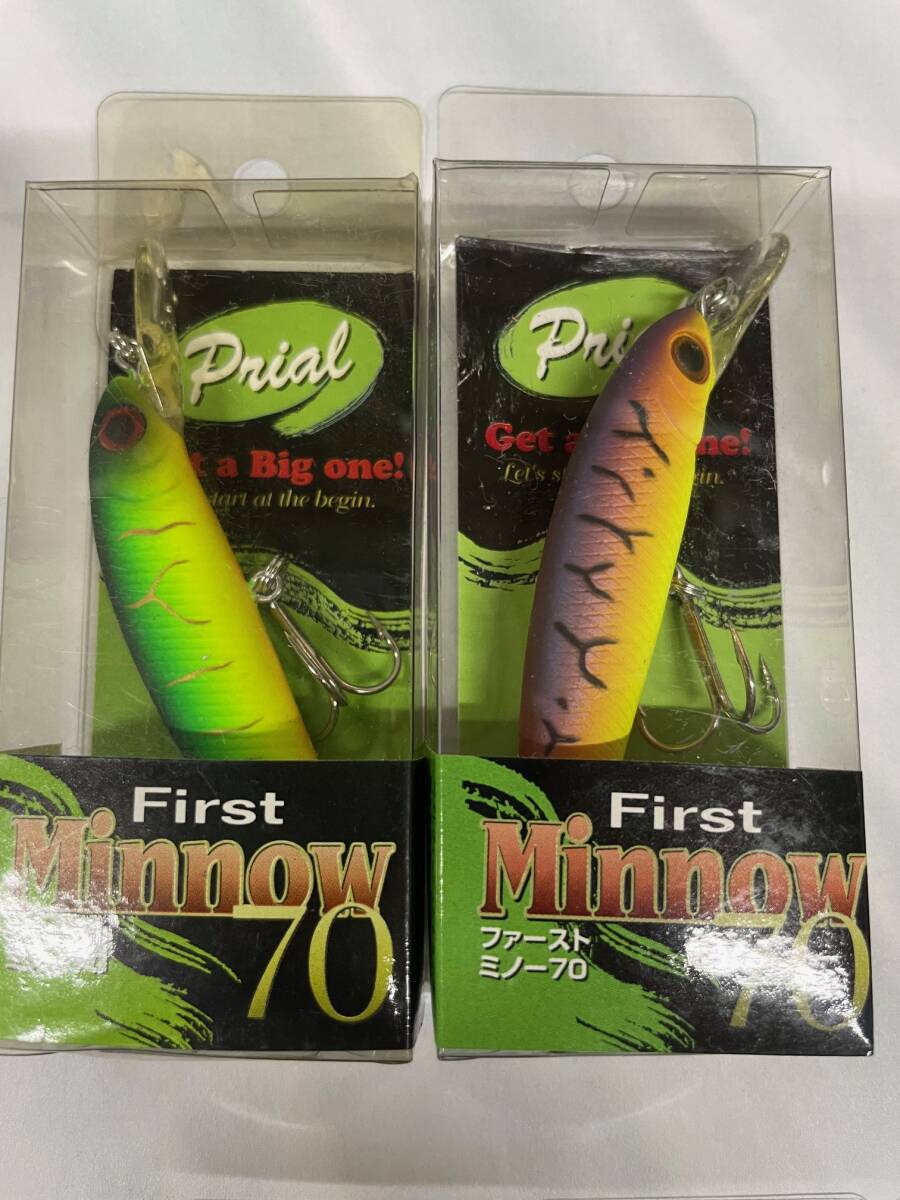 Prial
t a Big one!
start at the begin.
First
Minnow
70
Pri
Get a
ne!
Let's s
gin.
First
Minnow
70
ファースト
ミノー70